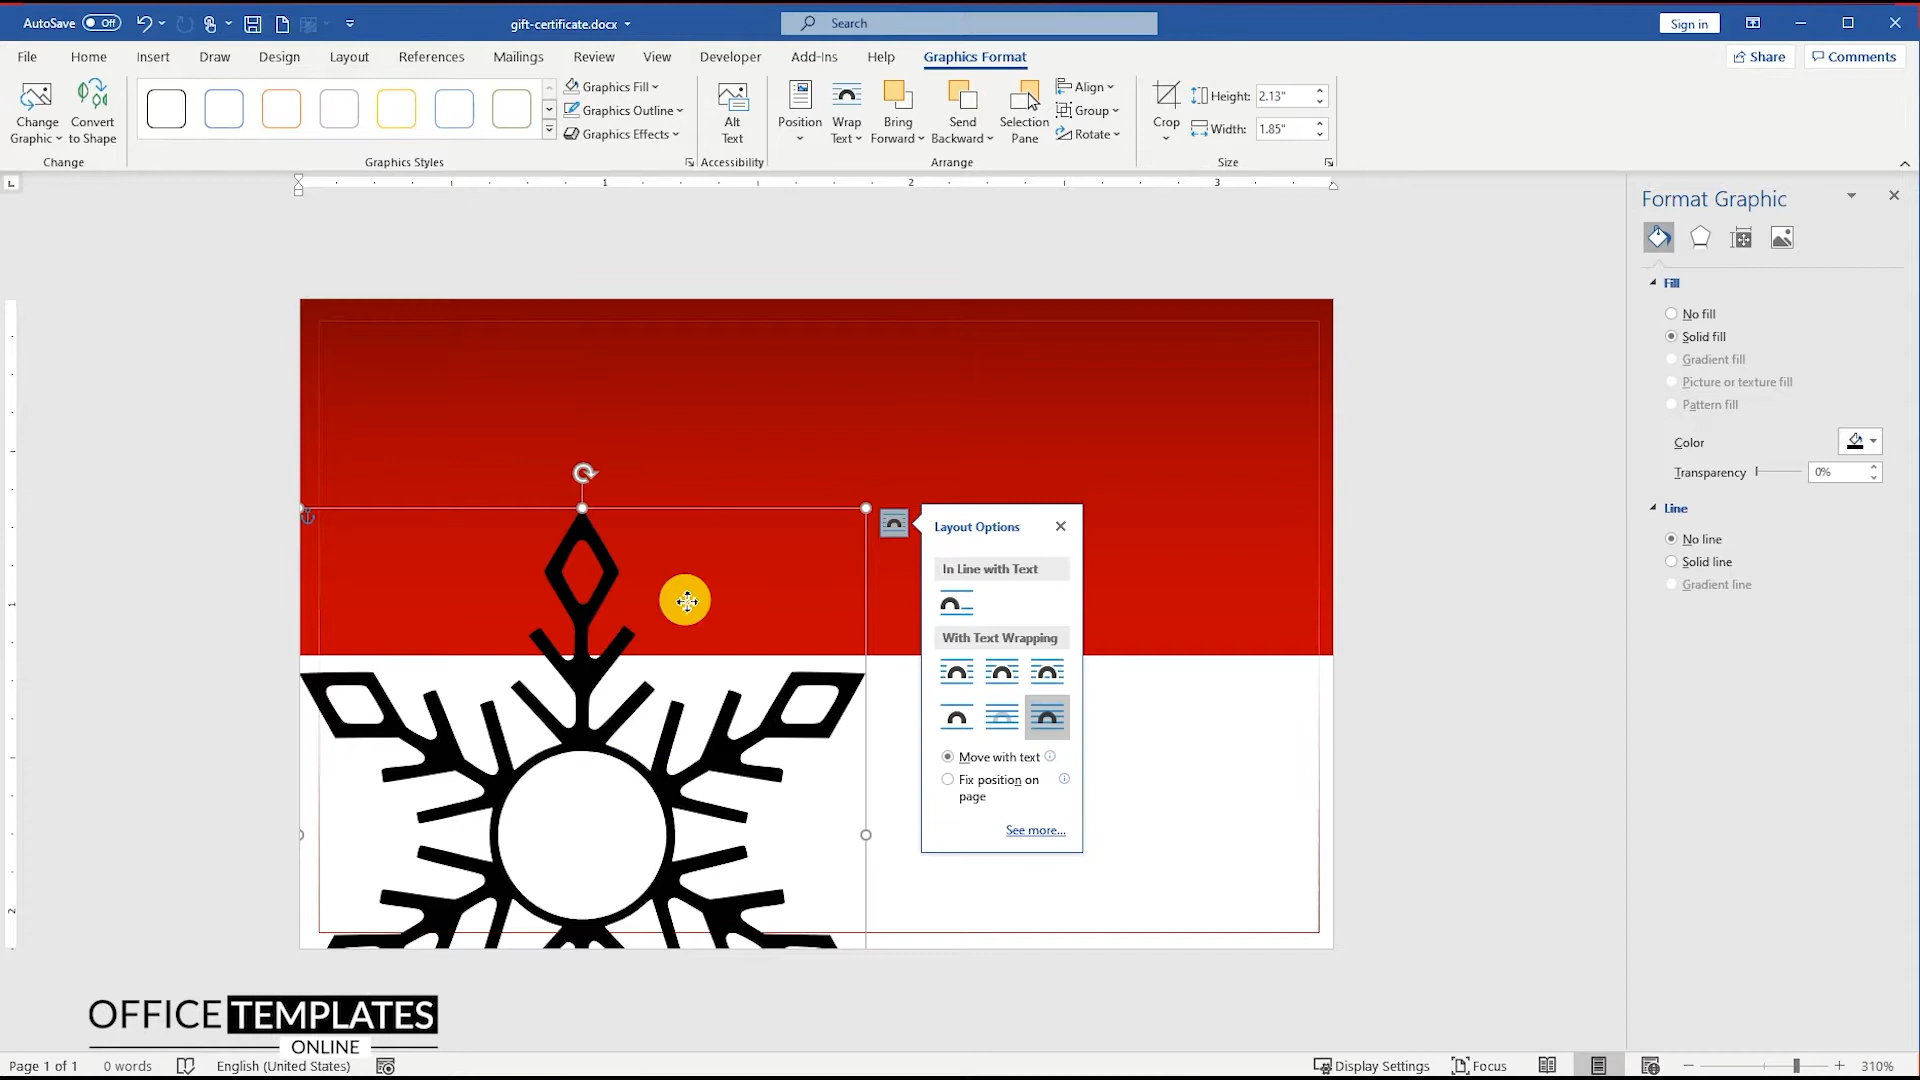 AutoSave Off
gift-certificate.docx
Search
Sign in
File Home Insert Draw Design Layout References Mailings Review View Developer Add-Ins Help Graphics Format
Share Comments
Change Graphic
Convert to Shape
Change
Graphics Fill
Graphics Outline
Graphics Effects
Graphics Styles
Alt Text
Accessibility
Position
Wrap Text
Bring Forward
Send Backward
Selection Pane
Align
Group
Rotate
Arrange
Crop
Height: 2.13"
Width: 1.85"
Size
1 2 3
Format Graphic
Fill
No fill
Solid fill
Gradient fill
Picture or texture fill
Pattern fill
Color
Transparency 0%
Line
No line
Solid line
Gradient line
Layout Options
In Line with Text
With Text Wrapping
Move with text
Fix position on
page
See more...
1
2
OFFICE TEMPLATES
ONLINE
Page 1 of 1 0 words English (United States)
Display Settings Focus 310%